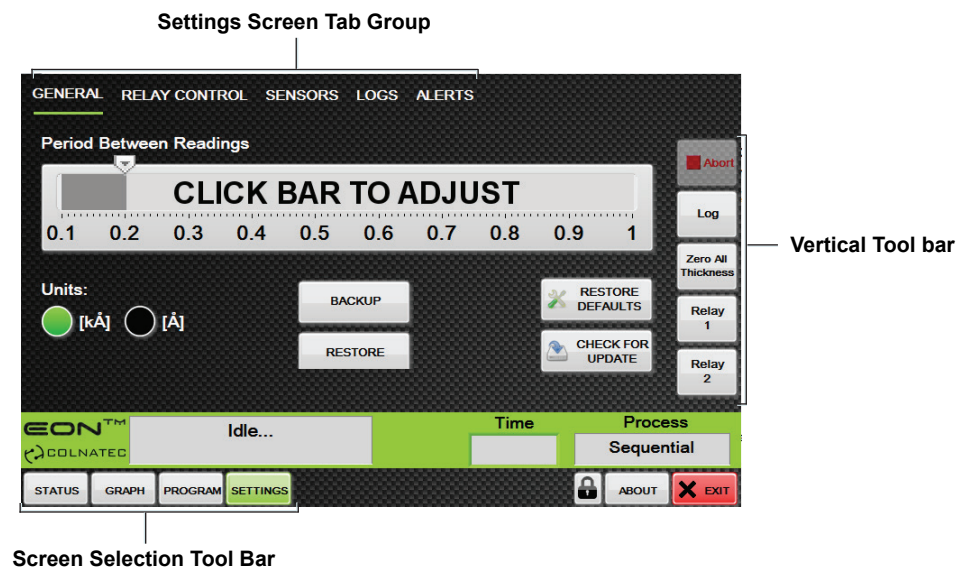 Settings Screen Tab Group
GENERAL RELAY CONTROL SENSORS LOGS ALERTS
Period Between Readings
CLICK BAR TO ADJUST
0.1 0.2 0.3 0.4 0.5 0.6 0.7 0.8 0.9 1
Abort
Log
Zero All
Thickness
Relay
1
Relay
2
Vertical Tool bar
Units:
[kÅ] [Å]
BACKUP
RESTORE
RESTORE
DEFAULTS
CHECK FOR
UPDATE
EON™
COLNATEC
Idle...
Time
Process
Sequential
STATUS GRAPH PROGRAM SETTINGS
ABOUT
EXIT
Screen Selection Tool Bar